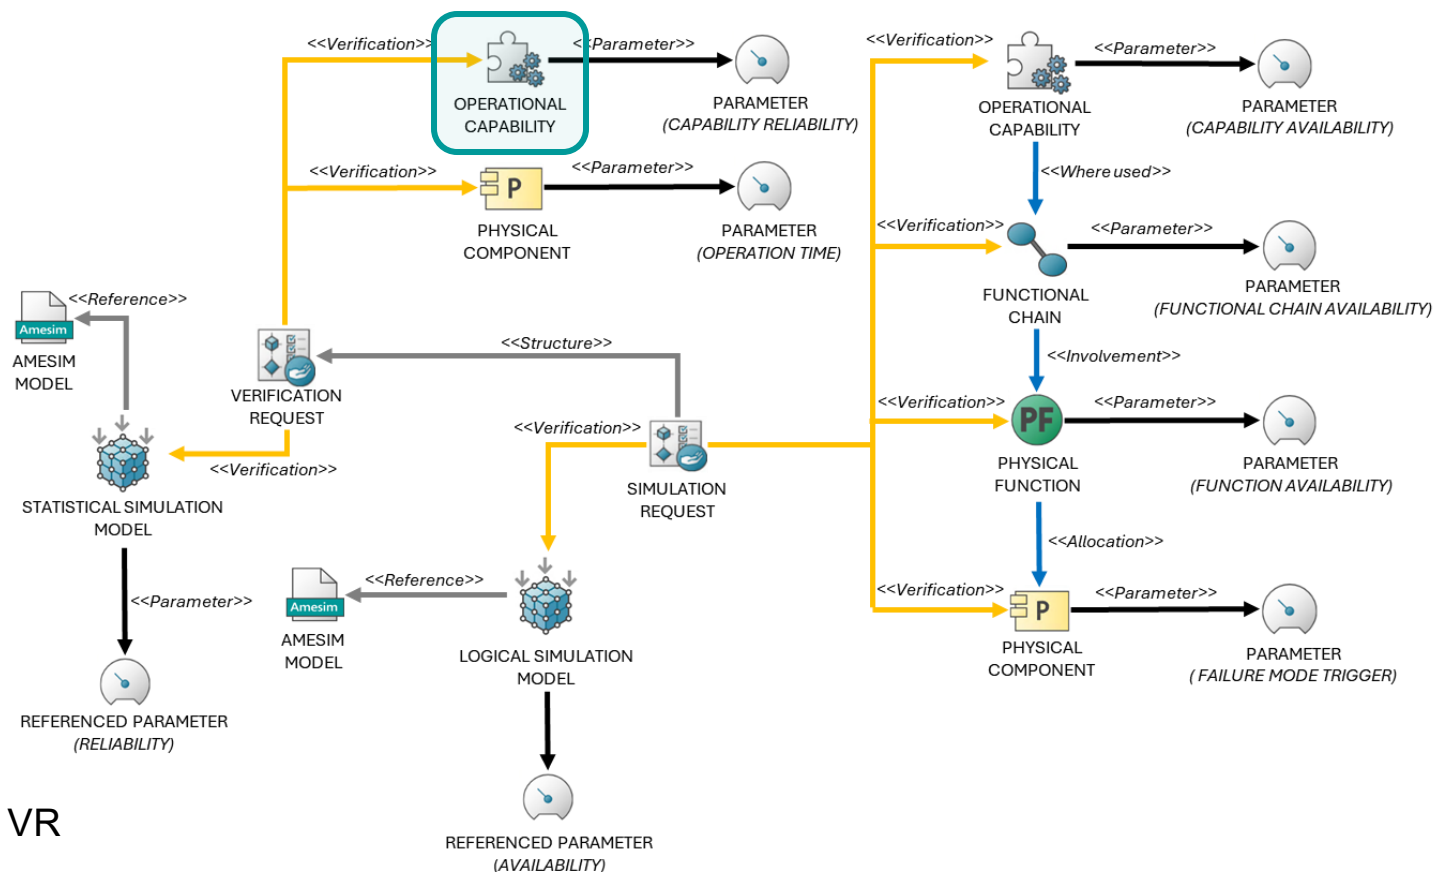 <<Verification>>
OPERATIONAL
CAPABILITY
<<Parameter>>
PARAMETER
(CAPABILITY RELIABILITY)
<<Verification>>
P
PHYSICAL
COMPONENT
<<Parameter>>
PARAMETER
(OPERATION TIME)
<<Reference>>
Amesim
AMESIM
MODEL
VERIFICATION
REQUEST
<<Structure>>
<<Verification>>
STATISTICAL SIMULATION
MODEL
<<Parameter>>
REFERENCED PARAMETER
(RELIABILITY)
<<Verification>>
SIMULATION
REQUEST
<<Reference>>
Amesim
AMESIM
MODEL
LOGICAL SIMULATION
MODEL
REFERENCED PARAMETER
(AVAILABILITY)
<<Verification>>
OPERATIONAL
CAPABILITY
<<Parameter>>
PARAMETER
(CAPABILITY AVAILABILITY)
<<Where used>>
<<Verification>>
FUNCTIONAL
CHAIN
<<Parameter>>
PARAMETER
(FUNCTIONAL CHAIN AVAILABILITY)
<<Involvement>>
<<Verification>>
PF
PHYSICAL
FUNCTION
<<Parameter>>
PARAMETER
(FUNCTION AVAILABILITY)
<<Allocation>>
<<Verification>>
P
PHYSICAL
COMPONENT
<<Parameter>>
PARAMETER
( FAILURE MODE TRIGGER)
VR